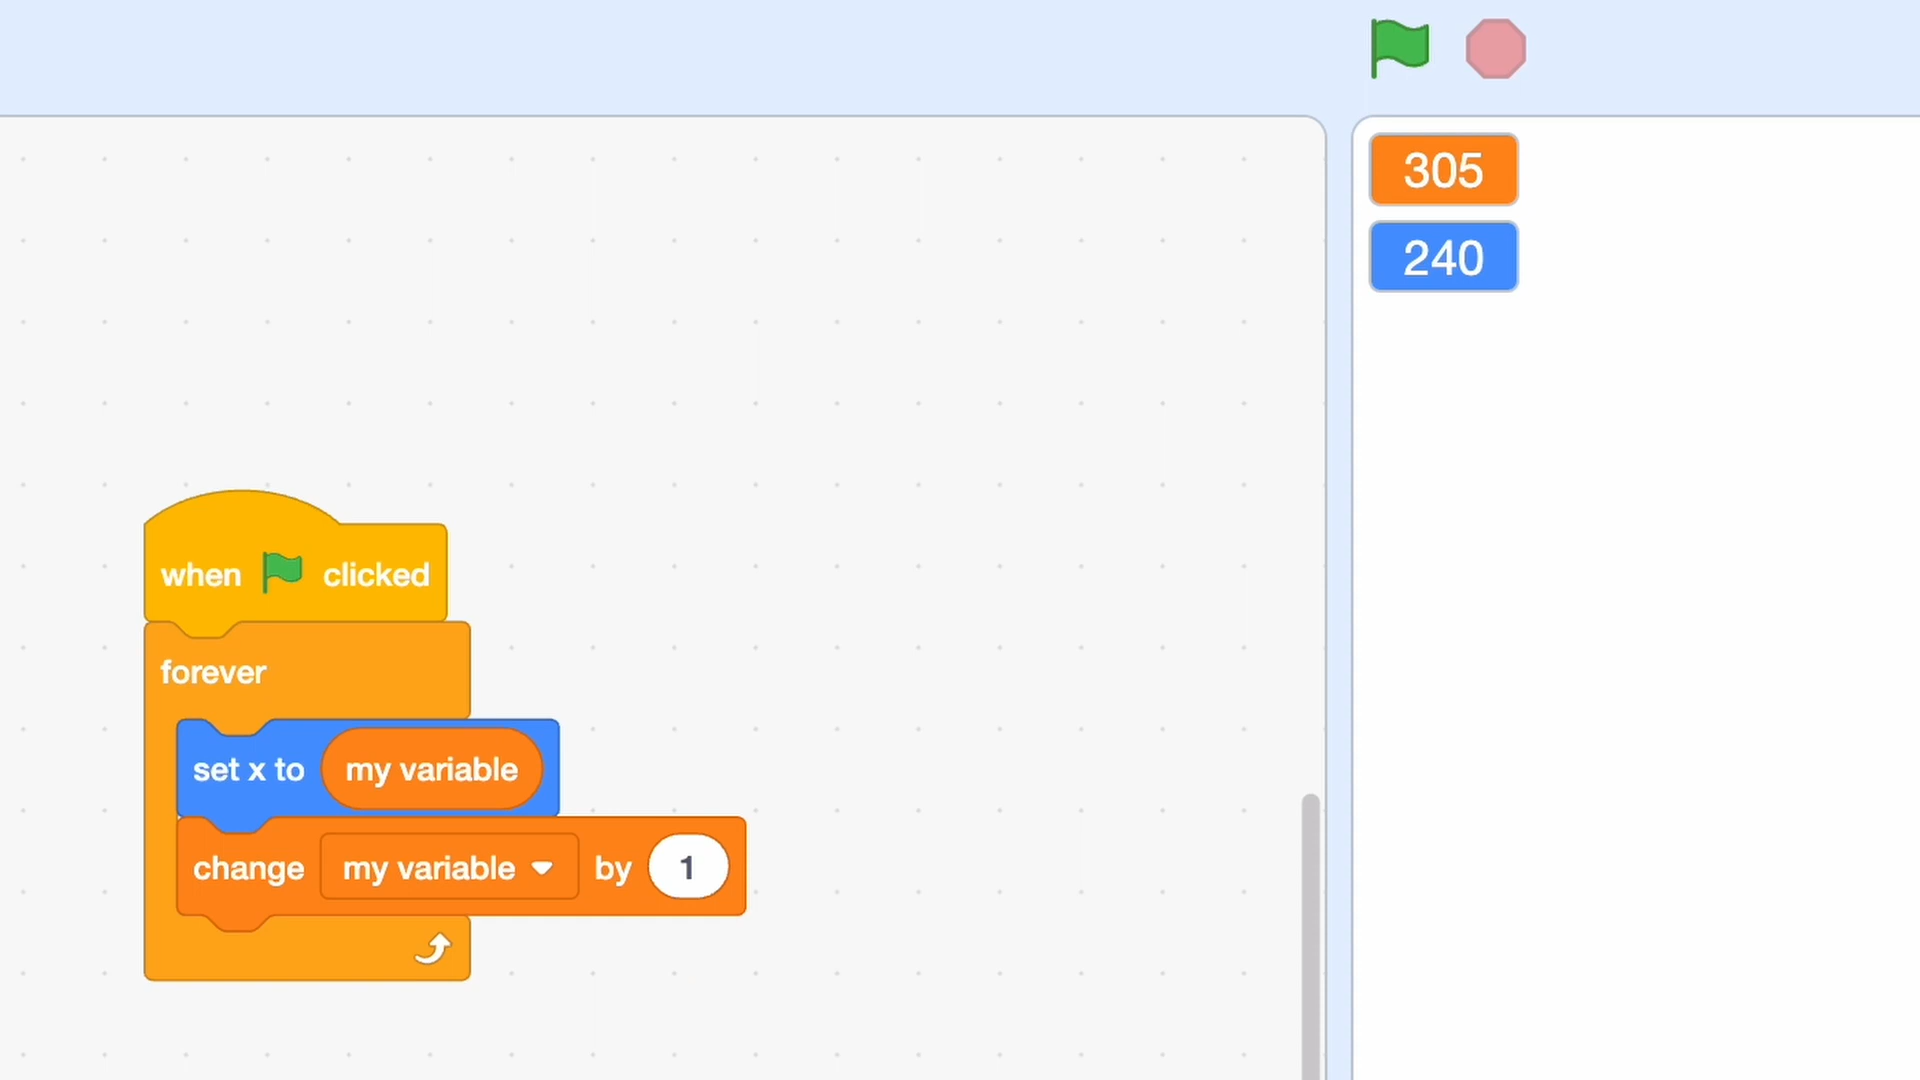 305
240
when clicked
forever
set x to my variable
change my variable by 1